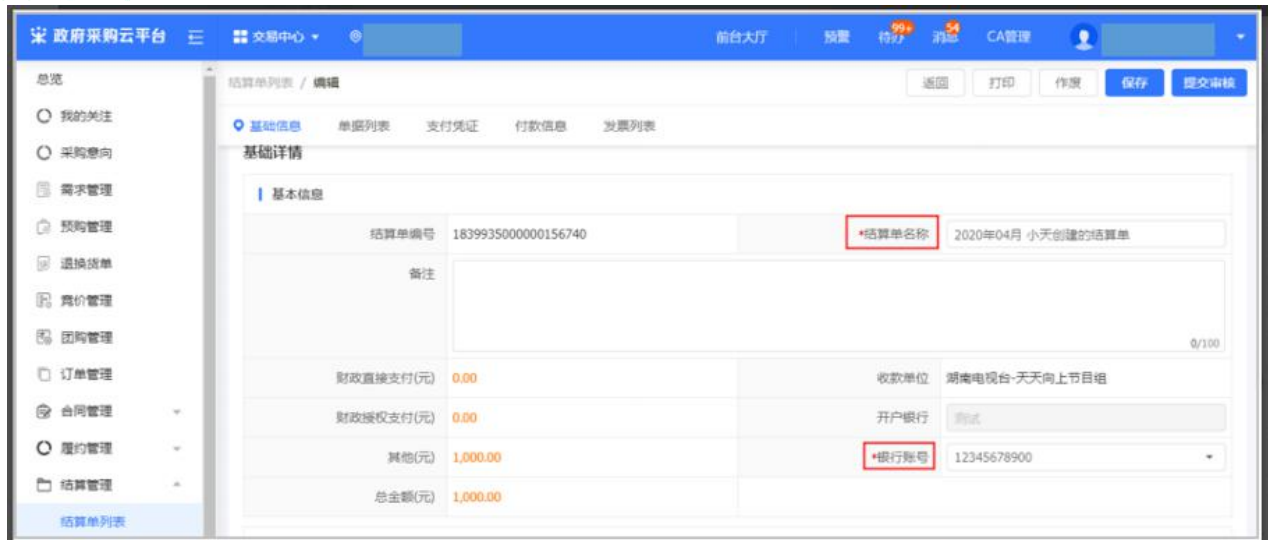 政府采购云平台 交易中心 前台大厅 预警 待办 99+ 消息 54 CA管理
总览
我的关注
采购意向
需求管理
预购管理
退换货单
竞价管理
团购管理
订单管理
合同管理
履约管理
结算管理
结算单列表
结算单列表 / 编辑 返回 打印 作废 保存 提交审核
基础信息 单据列表 支付凭证 付款信息 发票列表
基础详情
基本信息
结算单编号 1839935000000156740 *结算单名称 2020年04月 小天创建的结算单
备注
0/100
财政直接支付(元) 0.00 收款单位 湖南电视台-天天向上节目组
财政授权支付(元) 0.00 开户银行 测试
其他(元) 1,000.00 *银行账号 12345678900
总金额(元) 1,000.00